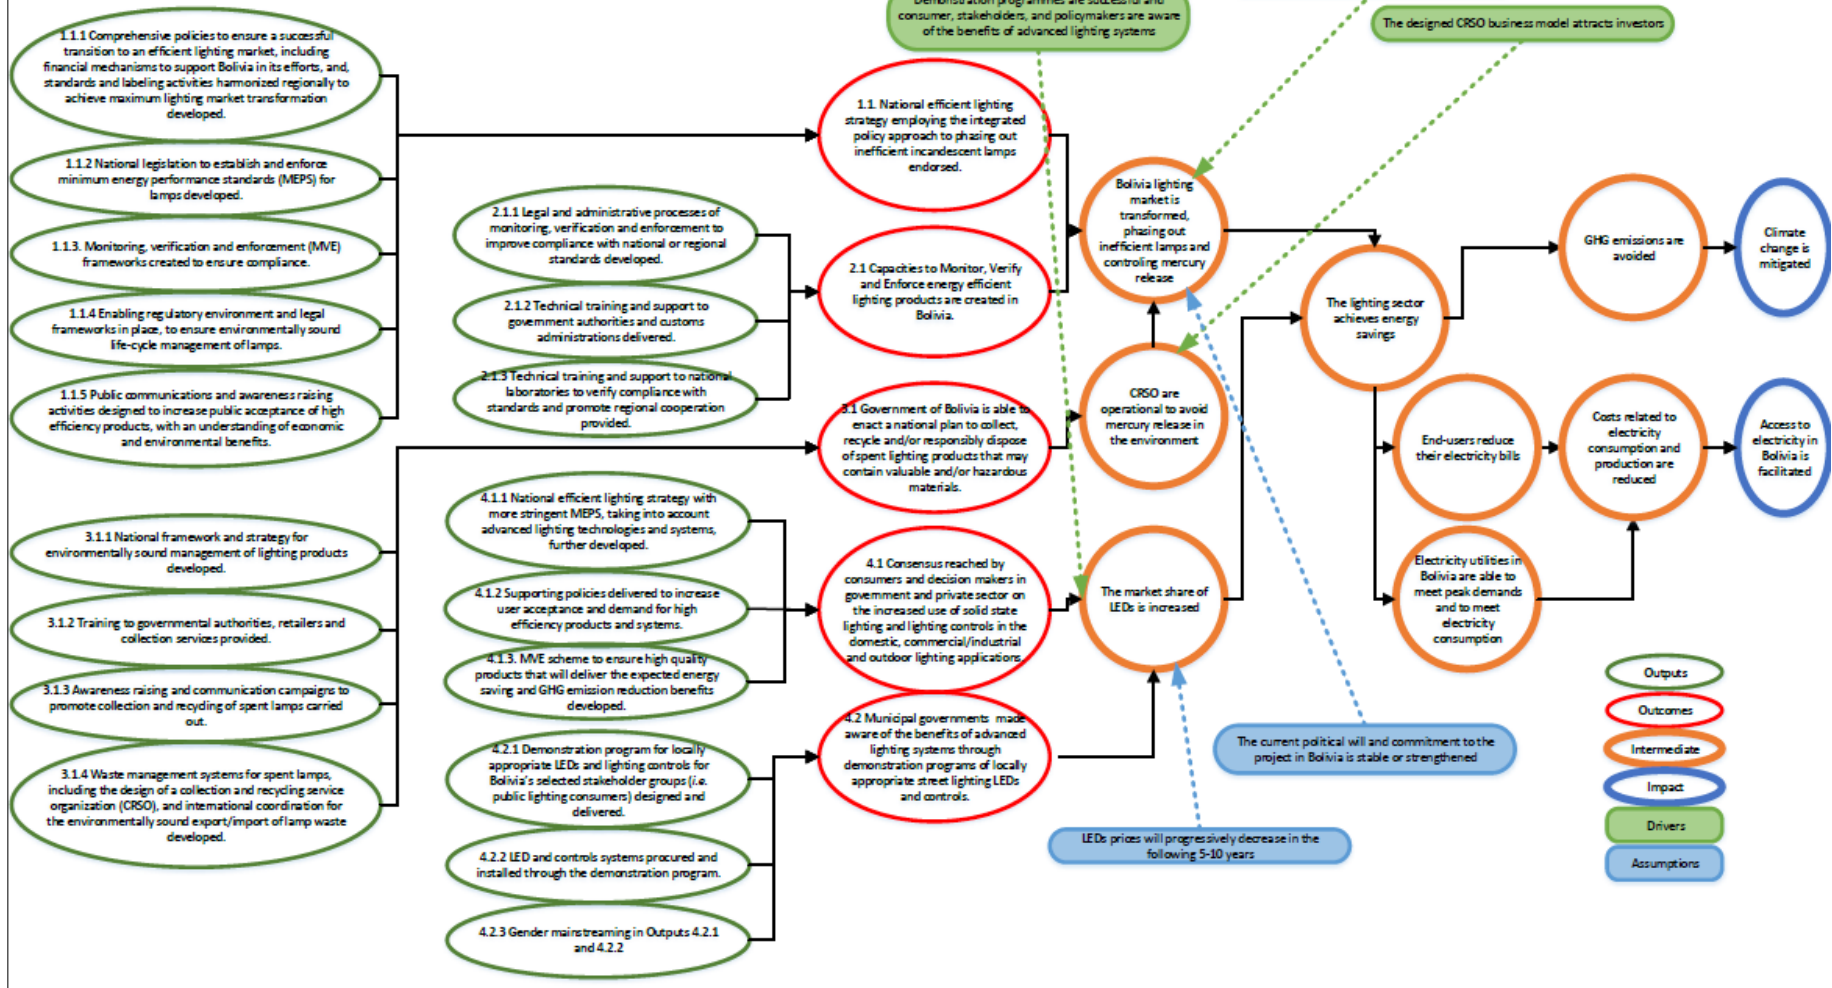 1.1.1 Comprehensive policies to ensure a successful
transition to an efficient lighting market, including
financial mechanisms to support Bolivia in its efforts, and,
standards and labeling activities harmonized regionally to
achieve maximum lighting market transformation
developed.
1.1.2 National legislation to establish and enforce
minimum energy performance standards (MEPS) for
lamps developed.
1.1.3. Monitoring, verification and enforcement (MVE)
frameworks created to ensure compliance.
1.1.4 Enabling regulatory environment and legal
frameworks in place, to ensure environmentally sound
life-cycle management of lamps.
1.1.5 Public communications and awareness raising
activities designed to increase public acceptance of high
efficiency products, with an understanding of economic
and environmental benefits.
3.1.1 National framework and strategy for
environmentally sound management of lighting products
developed.
3.1.2 Training to governmental authorities, retailers and
collection services provided.
3.1.3 Awareness raising and communication campaigns to
promote collection and recycling of spent lamps carried
out.
3.1.4 Waste management systems for spent lamps,
including the design of a collection and recycling service
organization (CRSO), and international coordination for
the environmentally sound export/import of lamp waste
developed.
2.1.1 Legal and administrative processes of
monitoring, verification and enforcement to
improve compliance with national or regional
standards developed.
2.1.2 Technical training and support to
government authorities and customs
administrations delivered.
2.1.3 Technical training and support to national
laboratories to verify compliance with
standards and promote regional cooperation
provided.
4.1.1 National efficient lighting strategy with
more stringent MEPS, taking into account
advanced lighting technologies and systems,
further developed.
4.1.2 Supporting policies delivered to increase
user acceptance and demand for high
efficiency products and systems.
4.1.3. MVE scheme to ensure high quality
products that will deliver the expected energy
saving and GHG emission reduction benefits
developed.
4.2.1 Demonstration program for locally
appropriate LEDs and lighting controls for
Bolivia's selected stakeholder groups (i.e.
public lighting consumers) designed and
delivered.
4.2.2 LED and controls systems procured and
installed through the demonstration program.
4.2.3 Gender mainstreaming in Outputs 4.2.1
and 4.2.2
Demonstration programmes are successful and
consumer, stakeholders, and policymakers are aware
of the benefits of advanced lighting systems
The designed CRSO business model attracts investors
1.1. National efficient lighting
strategy employing the integrated
policy approach to phasing out
inefficient incandescent lamps
endorsed.
2.1 Capacities to Monitor, Verify
and Enforce energy efficient
lighting products are created in
Bolivia.
3.1 Government of Bolivia is able to
enact a national plan to collect,
recycle and/or responsibly dispose
of spent lighting products that may
contain valuable and/or hazardous
materials.
4.1 Consensus reached by
consumers and decision makers in
government and private sector on
the increased use of solid state
lighting and lighting controls in the
domestic, commercial/industrial
and outdoor lighting applications.
4.2 Municipal governments made
aware of the benefits of advanced
lighting systems through
demonstration programs of locally
appropriate street lighting LEDs
and controls.
Bolivia lighting
market is
transformed,
phasing out
inefficient lamps and
controling mercury
release
CRSO are
operational to avoid
mercury release in
the environment
The market share of
LEDs is increased
The lighting sector
achieves energy
savings
GHG emissions are
avoided
Climate
change is
mitigated
End-users reduce
their electricity bills
Costs related to
electricity
consumption and
production are
reduced
Access to
electricity in
Bolivia is
facilitated
Electricity utilities in
Bolivia are able to
meet peak demands
and to meet
electricity
consumption
The current political will and commitment to the
project in Bolivia is stable or strengthened
LEDs prices will progressively decrease in the
following 5-10 years
Outputs
Outcomes
Intermediate
Impact
Drivers
Assumptions